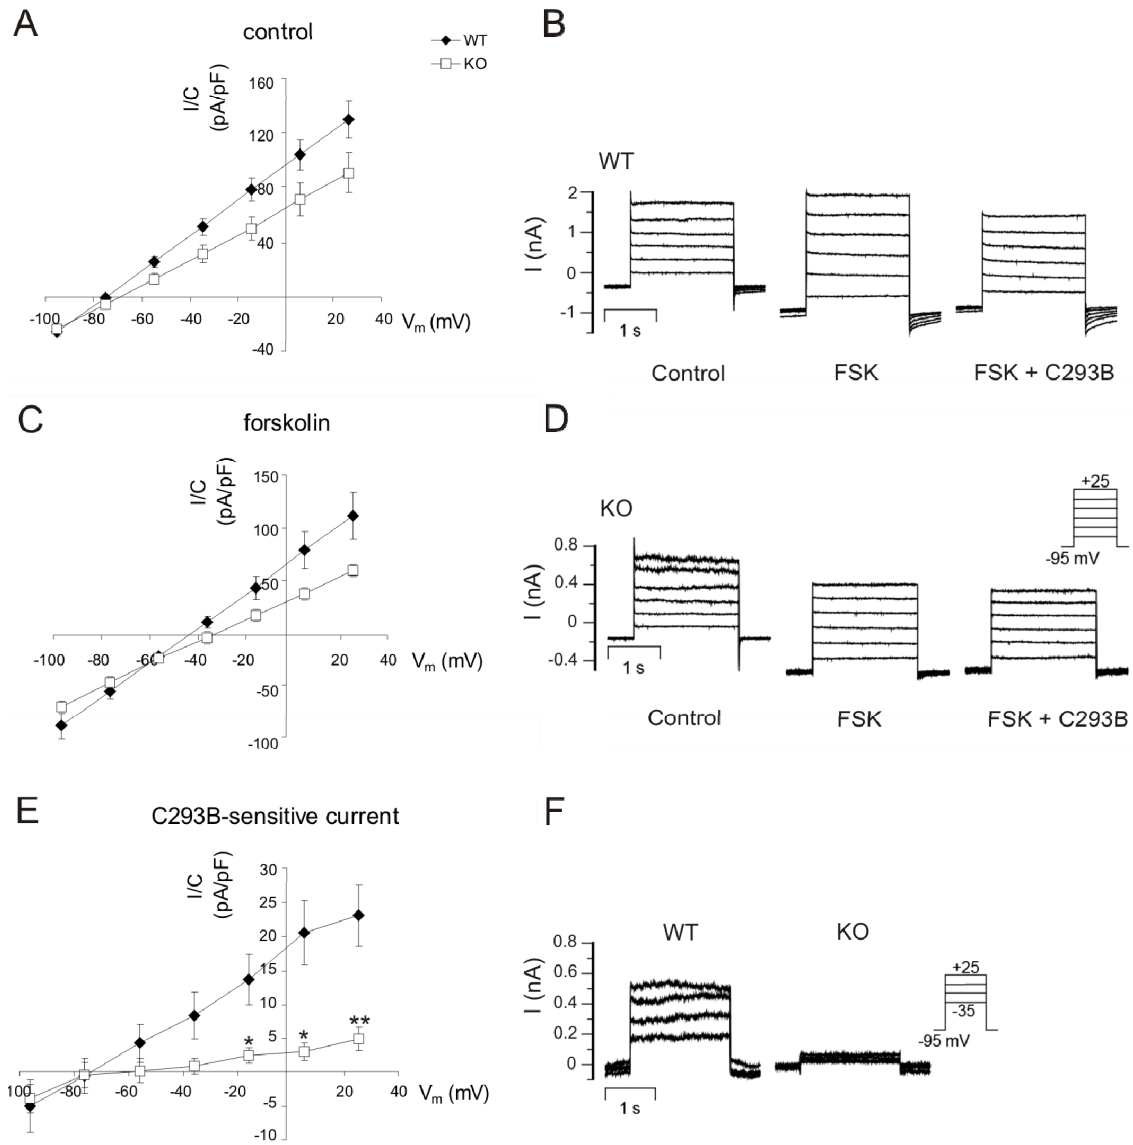 A
control
WT
KO
I/C
(pA/pF)
160
120
80
40
-100 -80 -60 -40 -20 20 40 Vm (mV)
-40
B
WT
I (nA)
2
1
0
-1
1 s
Control FSK FSK + C293B
C
forskolin
I/C
(pA/pF)
150
100
50
-100 -80 -60 -40 -20 20 40 Vm (mV)
-50
-100
D
KO
I (nA)
0.8
0.4
0
-0.4
1 s
+25
-95 mV
Control FSK FSK + C293B
E
C293B-sensitive current
I/C
(pA/pF)
30
25
20
15
10
5
* * **
100 -80 -60 -40 -20 20 40 Vm (mV)
-5
-10
F
WT KO
I (nA)
0.8
0.6
0.4
0.2
0
1 s
+25
-35
-95 mV